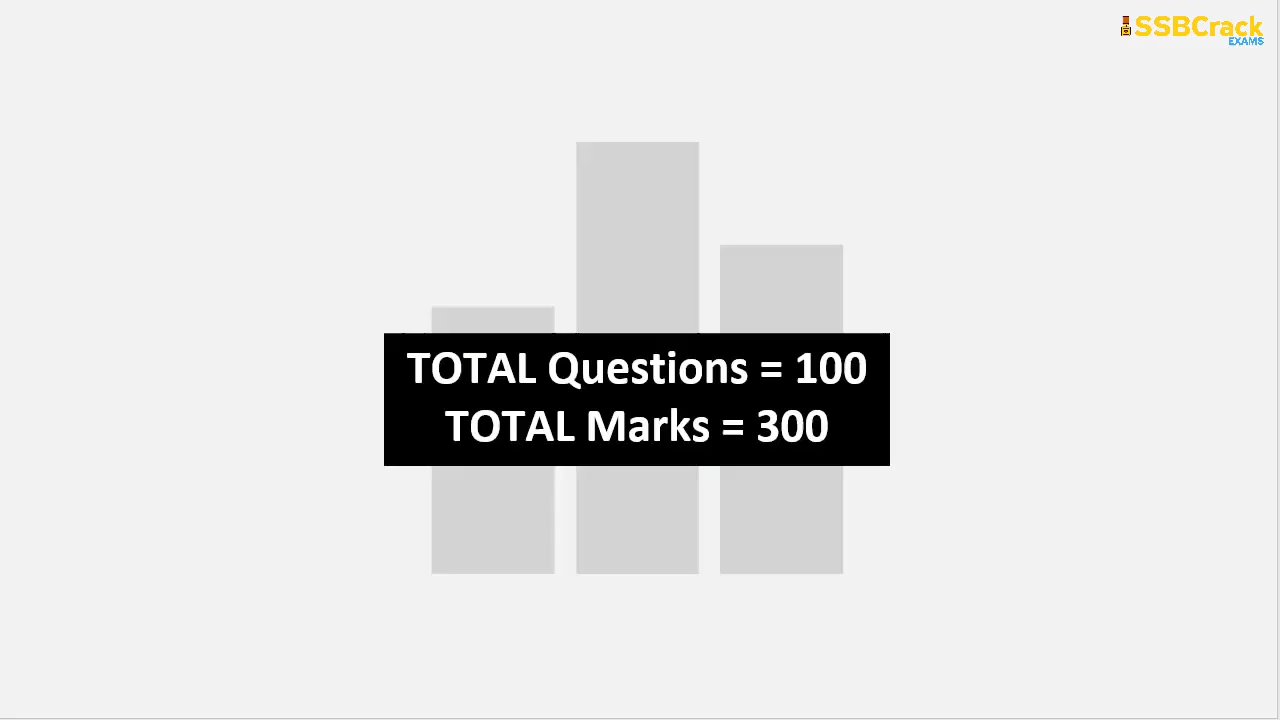 SSBCrack
EXAMS
TOTAL Questions = 100
TOTAL Marks = 300